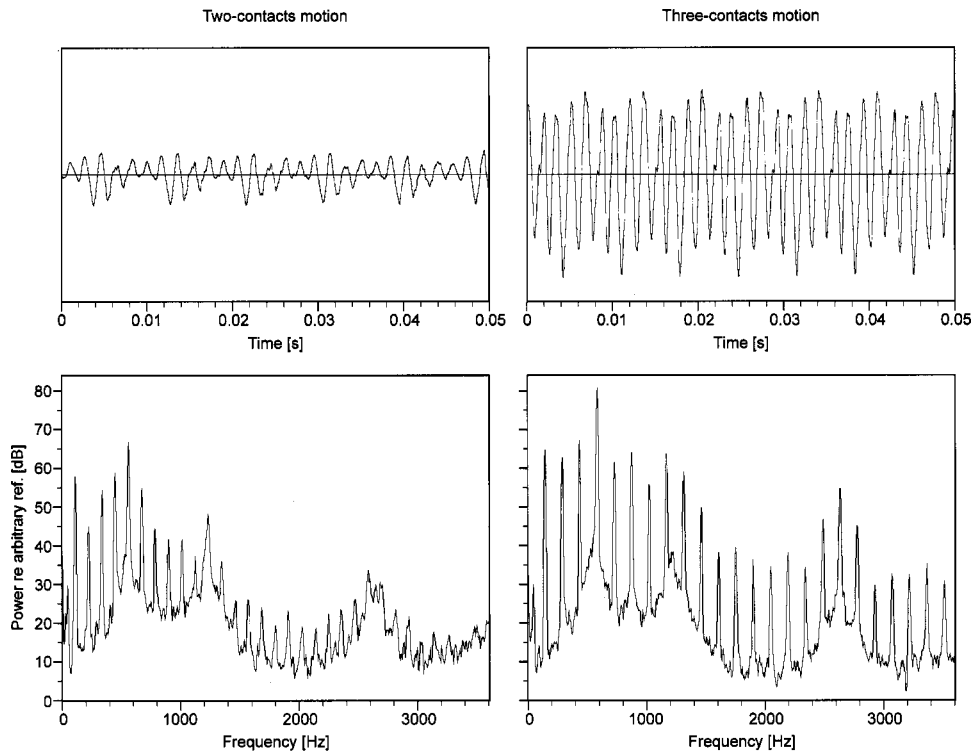 Two-contacts motion
Three-contacts motion
0 0.01 0.02 0.03 0.04 0.05
0 0.01 0.02 0.03 0.04 0.05
Time [s]
Time [s]
Power re arbitrary ref. [dB]
80
70
60
50
40
30
20
10
0
0 1000 2000 3000
0 1000 2000 3000
Frequency [Hz]
Frequency [Hz]